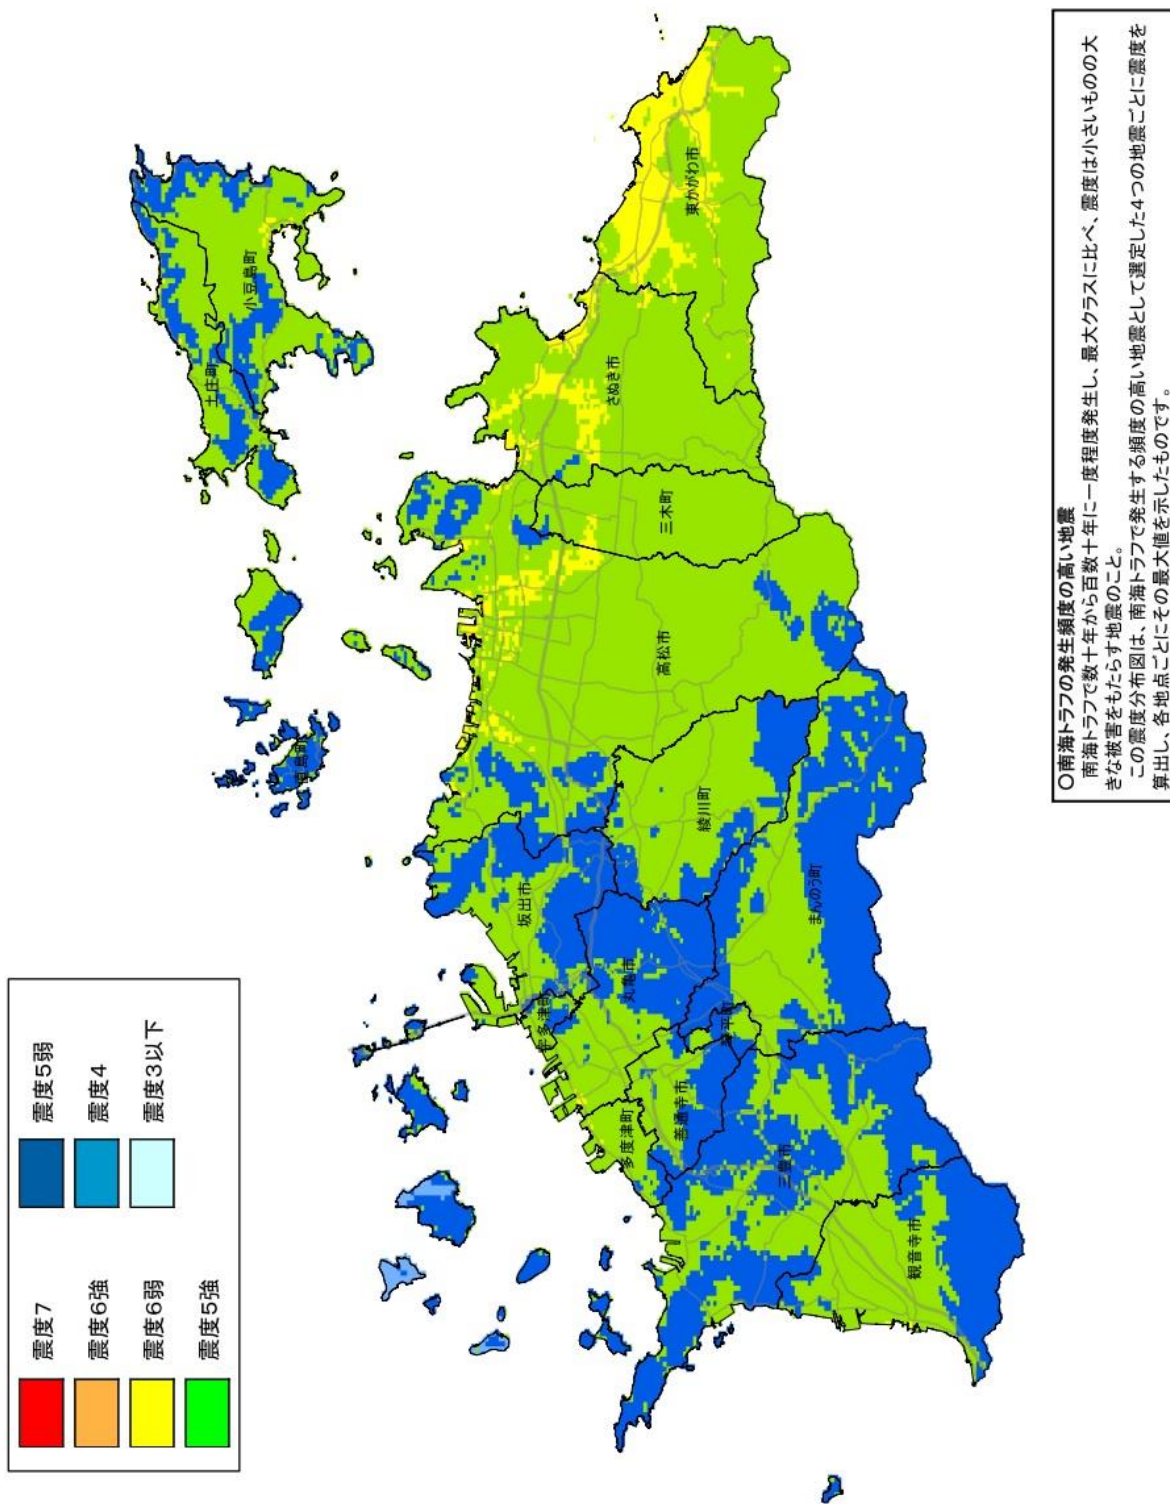 震度7
震度6強
震度6弱
震度5強
震度5弱
震度4
震度3以下
土庄町
小豆島町
直島町
東かがわ市
さぬき市
三木町
高松市
綾川町
坂出市
宇多津町
丸亀市
まんのう町
琴平町
善通寺市
多度津町
三豊市
観音寺市
○南海トラフの発生頻度の高い地震
南海トラフで数十年から百数十年に一度程度発生し、最大クラスに比べ、震度は小さいものの大
きな被害をもたらす地震のこと。
この震度分布図は、南海トラフで発生する頻度の高い地震として選定した4つの地震ごとに震度を
算出し、各地点ごとにその最大値を示したものです。